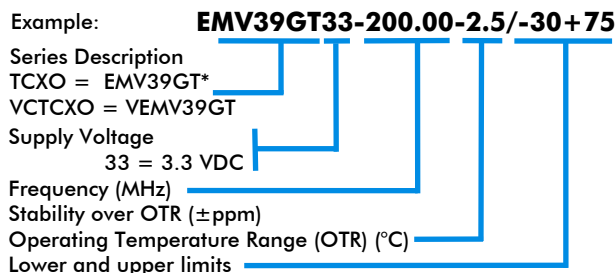 Example: EMV39GT33-200.00-2.5/-30+75
Series Description
TCXO = EMV39GT*
VCTCXO = VEMV39GT
Supply Voltage
33 = 3.3 VDC
Frequency (MHz)
Stability over OTR (±ppm)
Operating Temperature Range (OTR) (°C)
Lower and upper limits